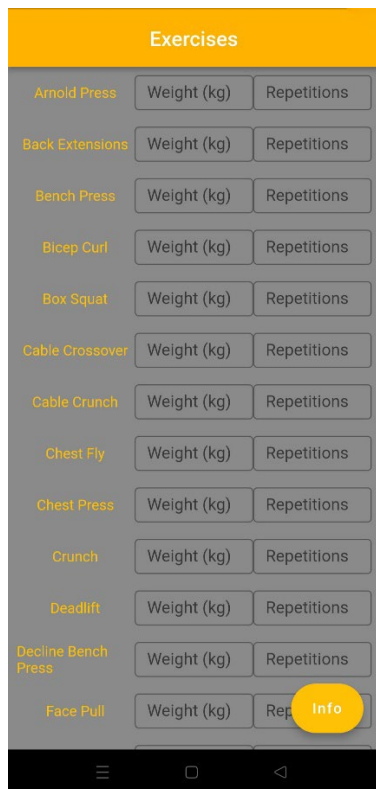 Exercises
Arnold Press Weight (kg) Repetitions
Back Extensions Weight (kg) Repetitions
Bench Press Weight (kg) Repetitions
Bicep Curl Weight (kg) Repetitions
Box Squat Weight (kg) Repetitions
Cable Crossover Weight (kg) Repetitions
Cable Crunch Weight (kg) Repetitions
Chest Fly Weight (kg) Repetitions
Chest Press Weight (kg) Repetitions
Crunch Weight (kg) Repetitions
Deadlift Weight (kg) Repetitions
Decline Bench
Press Weight (kg) Repetitions
Face Pull Weight (kg) Rep
Info